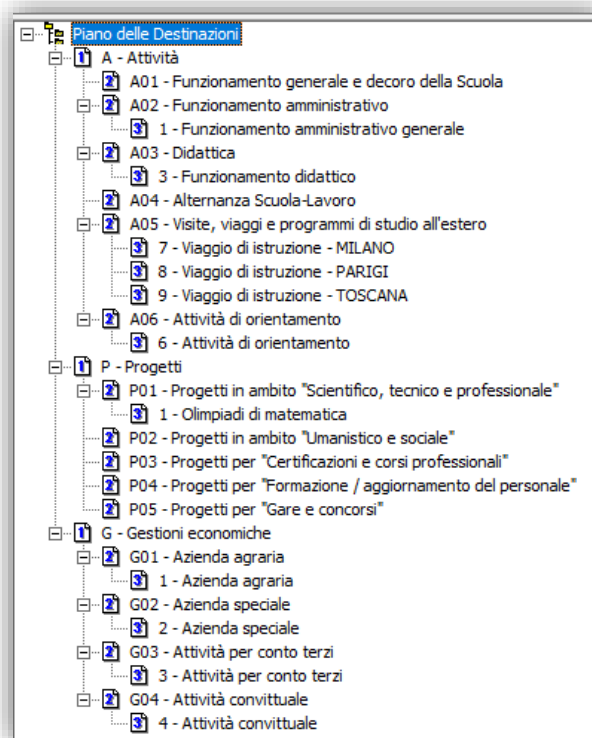 Piano delle Destinazioni
1 A - Attività
2 A01 - Funzionamento generale e decoro della Scuola
2 A02 - Funzionamento amministrativo
3 1 - Funzionamento amministrativo generale
2 A03 - Didattica
3 3 - Funzionamento didattico
2 A04 - Alternanza Scuola-Lavoro
2 A05 - Visite, viaggi e programmi di studio all'estero
3 7 - Viaggio di istruzione - MILANO
3 8 - Viaggio di istruzione - PARIGI
3 9 - Viaggio di istruzione - TOSCANA
2 A06 - Attività di orientamento
3 6 - Attività di orientamento
1 P - Progetti
2 P01 - Progetti in ambito "Scientifico, tecnico e professionale"
3 1 - Olimpiadi di matematica
2 P02 - Progetti in ambito "Umanistico e sociale"
2 P03 - Progetti per "Certificazioni e corsi professionali"
2 P04 - Progetti per "Formazione / aggiornamento del personale"
2 P05 - Progetti per "Gare e concorsi"
1 G - Gestioni economiche
2 G01 - Azienda agraria
3 1 - Azienda agraria
2 G02 - Azienda speciale
3 2 - Azienda speciale
2 G03 - Attività per conto terzi
3 3 - Attività per conto terzi
2 G04 - Attività convittuale
3 4 - Attività convittuale